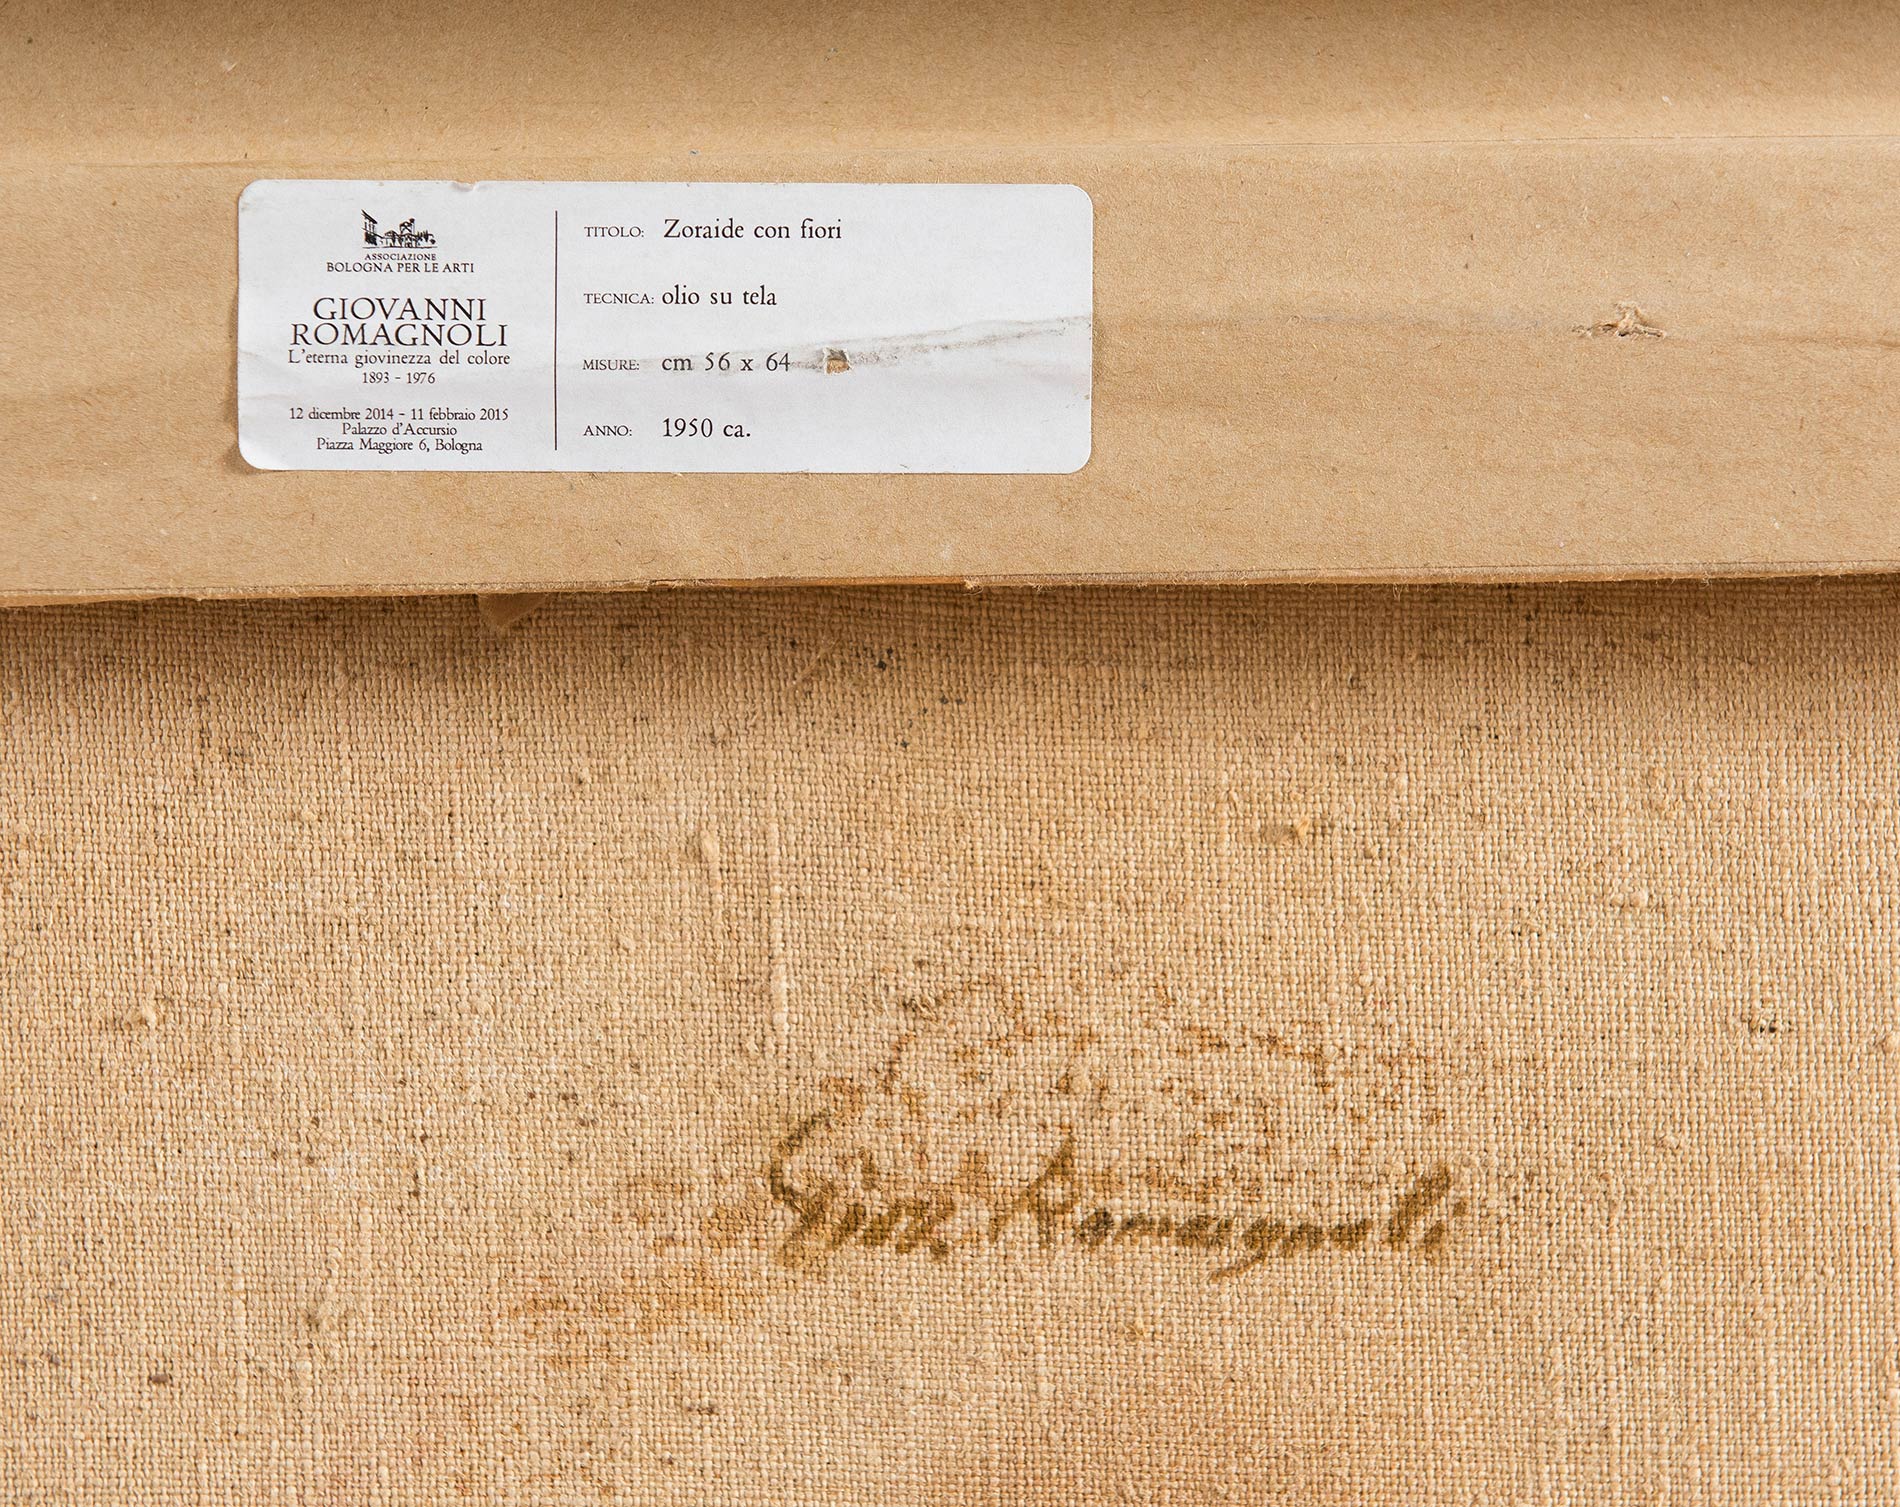 ASSOCIAZIONE
BOLOGNA PER LE ARTI
GIOVANNI
ROMAGNOLI
L'eterna giovinezza del colore
1893 - 1976
12 dicembre 2014 - 11 febbraio 2015
Palazzo d'Accursio
Piazza Maggiore 6, Bologna
TITOLO: Zoraide con fiori
TECNICA: olio su tela
MISURE: cm 56 x 64
ANNO: 1950 ca.
Romagnoli